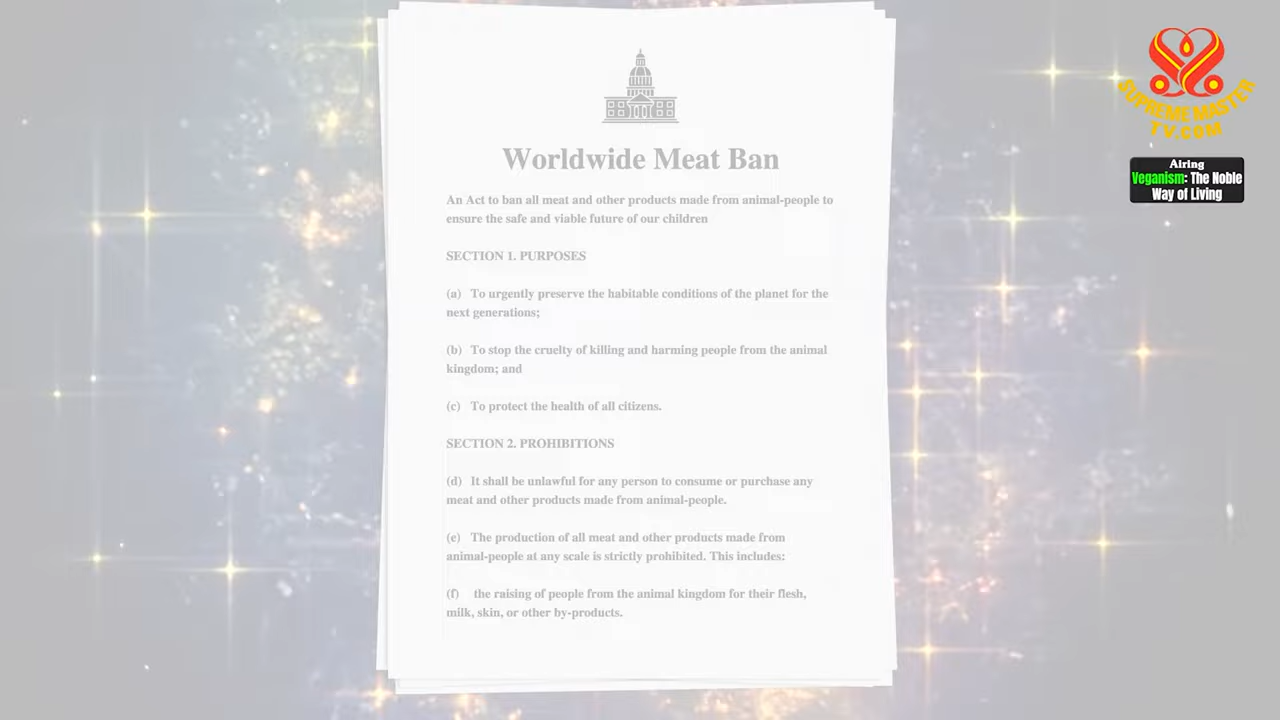 SUPREME MASTER
TV.COM
Airing
Veganism: The Noble
Way of Living
Worldwide Meat Ban
An Act to ban all meat and other products made from animal-people to
ensure the safe and viable future of our children
SECTION 1. PURPOSES
(a) To urgently preserve the habitable conditions of the planet for the
next generations;
(b) To stop the cruelty of killing and harming people from the animal
kingdom; and
(c) To protect the health of all citizens.
SECTION 2. PROHIBITIONS
(d) It shall be unlawful for any person to consume or purchase any
meat and other products made from animal-people.
(e) The production of all meat and other products made from
animal-people at any scale is strictly prohibited. This includes:
(f) the raising of people from the animal kingdom for their flesh,
milk, skin, or other by-products.